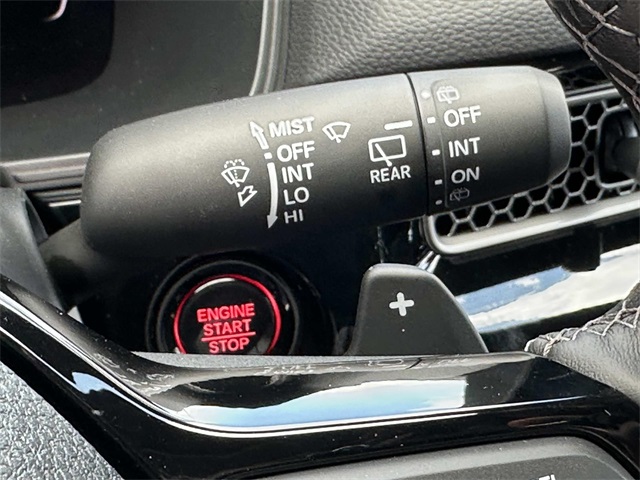 MIST
OFF
INT
LO
HI
REAR
OFF
INT
ON
ENGINE
START
STOP
+